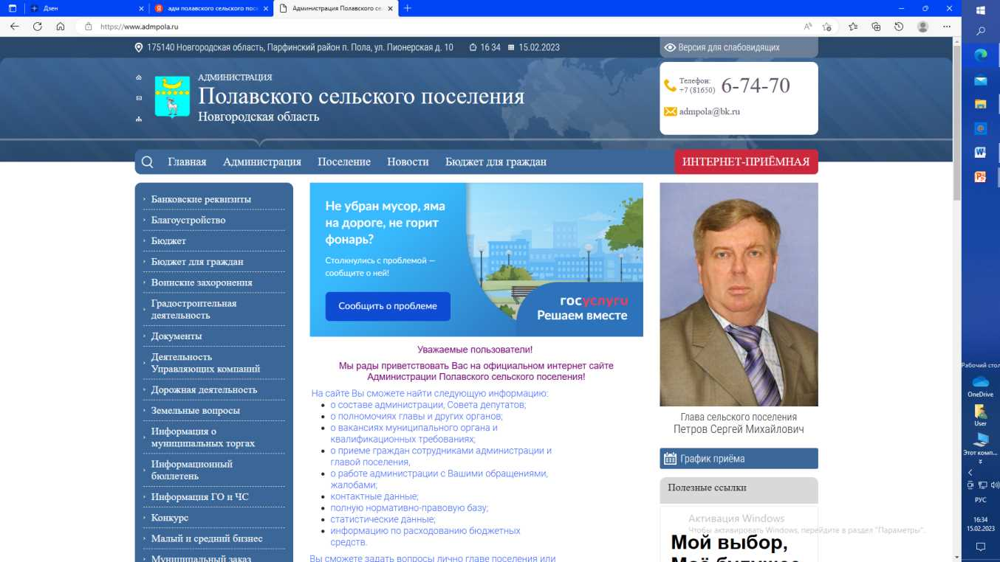 Дзен
адм полавского сельского посе
Администрация Полавского се
https://www.admpola.ru
175140 Новгородская область, Парфинский район п. Пола, ул. Пионерская д. 10
16 34
15.02.2023
Версия для слабовидящих
АДМИНИСТРАЦИЯ
Полавского сельского поселения
Новгородская область
Телефон:
+7 (81650) 6-74-70
admpola@bk.ru
Главная
Администрация
Поселение
Новости
Бюджет для граждан
ИНТЕРНЕТ-ПРИЁМНАЯ
Банковские реквизиты
Благоустройство
Бюджет
Бюджет для граждан
Воинские захоронения
Градостроительная
деятельность
Документы
Деятельность
Управляющих компаний
Дорожная деятельность
Земельные вопросы
Информация о
муниципальных торгах
Информационный
бюллетень
Информация ГО и ЧС
Конкурс
Малый и средний бизнес
Муниципальный заказ
Не убран мусор, яма
на дороге, не горит
фонарь?
Столкнулись с проблемой —
сообщите о ней!
Сообщить о проблеме
госуслуги
Решаем вместе
Уважаемые пользователи!
Мы рады приветствовать Вас на официальном интернет сайте
Администрации Полавского сельского поселения!
На сайте Вы сможете найти следующую информацию:
о составе администрации, Совета депутатов;
о полномочиях главы и других органов;
о вакансиях муниципального органа и
квалификационных требованиях;
о приеме граждан сотрудниками администрации и
главой поселения,
о работе администрации с Вашими обращениями,
жалобами;
контактные данные;
полную нормативно-правовую базу;
статистические данные;
информацию по расходованию бюджетных
средств.
Вы сможете задать вопросы лично главе поселения или
Глава сельского поселения
Петров Сергей Михайлович
График приёма
Полезные ссылки
Активация Windows
Чтобы активировать Windows, перейдите в раздел "Параметры".
Мой выбор,
Моё будущее
Рабочий стол
OneDrive
User
Этот комп...
РУС
16:34
15.02.2023